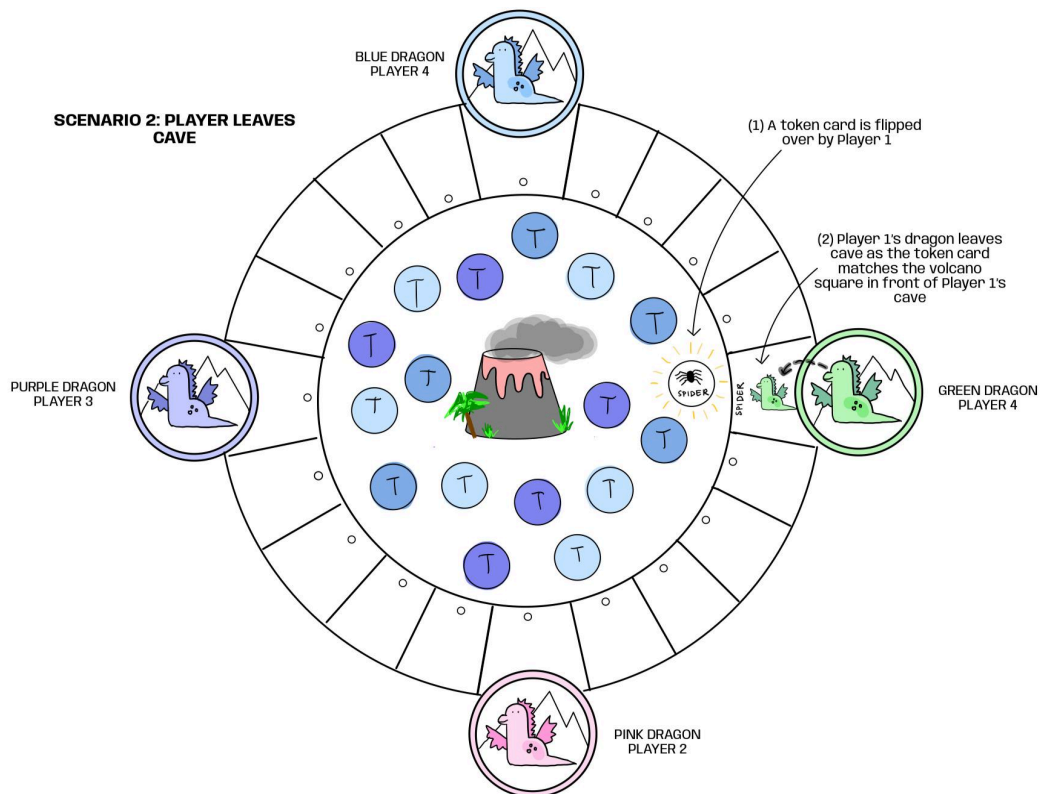 BLUE DRAGON
PLAYER 4
SCENARIO 2: PLAYER LEAVES
CAVE
(1) A token card is flipped
over by Player 1
(2) Player 1's dragon leaves
cave as the token card
matches the volcano
square in front of Player 1's
cave
T
T
T
T
T
T
T
T
SPIDER
SPIDER
PURPLE DRAGON
PLAYER 3
GREEN DRAGON
PLAYER 4
T
T
T
T
T
T
T
T
T
PINK DRAGON
PLAYER 2